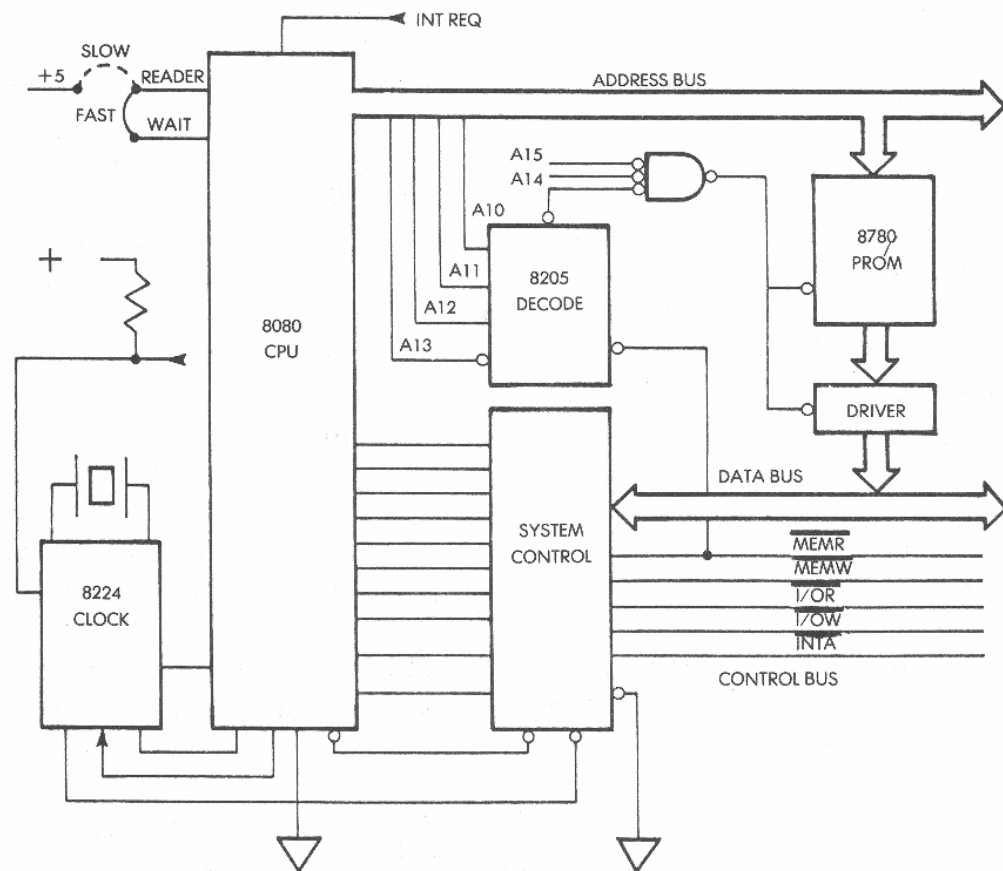 INT REQ
SLOW
+5
READER
FAST
WAIT
ADDRESS BUS
A15
A14
A10
A11
A12
A13
8205
DECODE
8780
PROM
8080
CPU
+
DRIVER
DATA BUS
SYSTEM
CONTROL
MEMR
MEMW
I/OR
I/OW
INTA
CONTROL BUS
8224
CLOCK